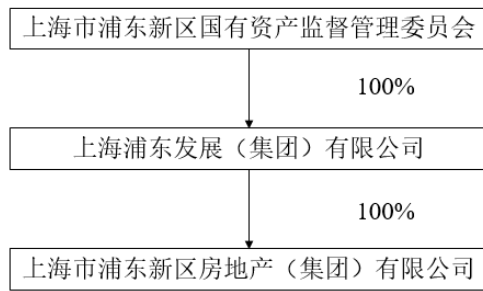 上海市浦东新区国有资产监督管理委员会
100%
上海浦东发展（集团）有限公司
100%
上海市浦东新区房地产（集团）有限公司